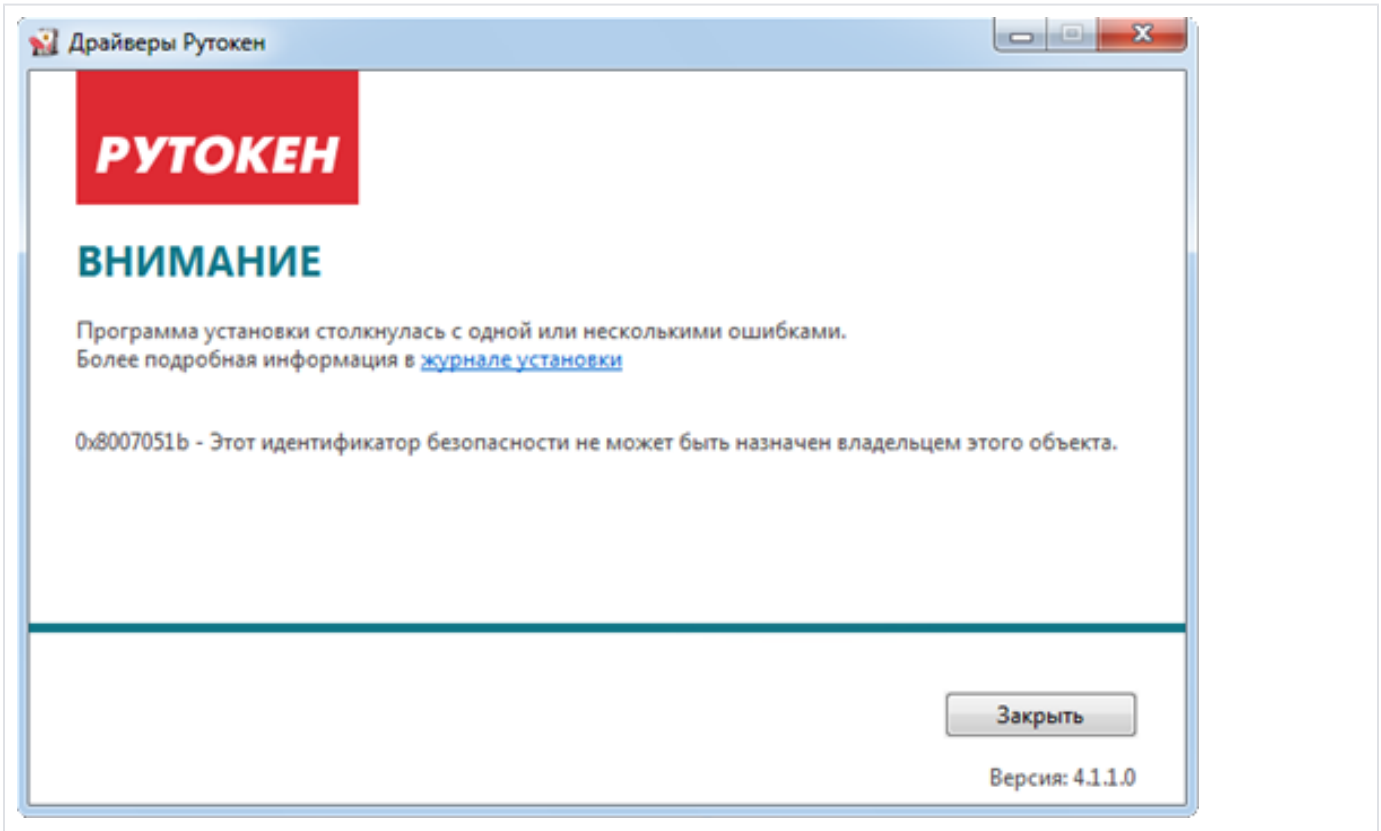 Драйверы Рутокен
РУТОКЕН
ВНИМАНИЕ
Программа установки столкнулась с одной или несколькими ошибками.
Более подробная информация в журнале установки
0x8007051b - Этот идентификатор безопасности не может быть назначен владельцем этого объекта.
Закрыть
Версия: 4.1.1.0